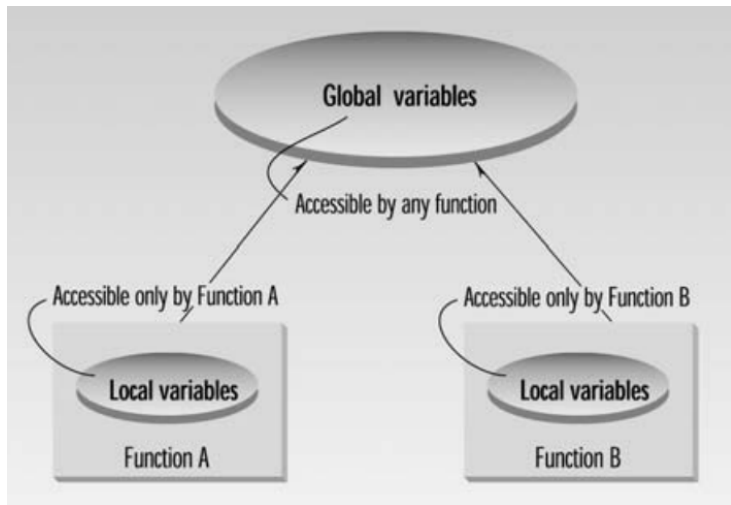 Global variables
Accessible by any function
Accessible only by Function A
Accessible only by Function B
Local variables
Local variables
Function A
Function B